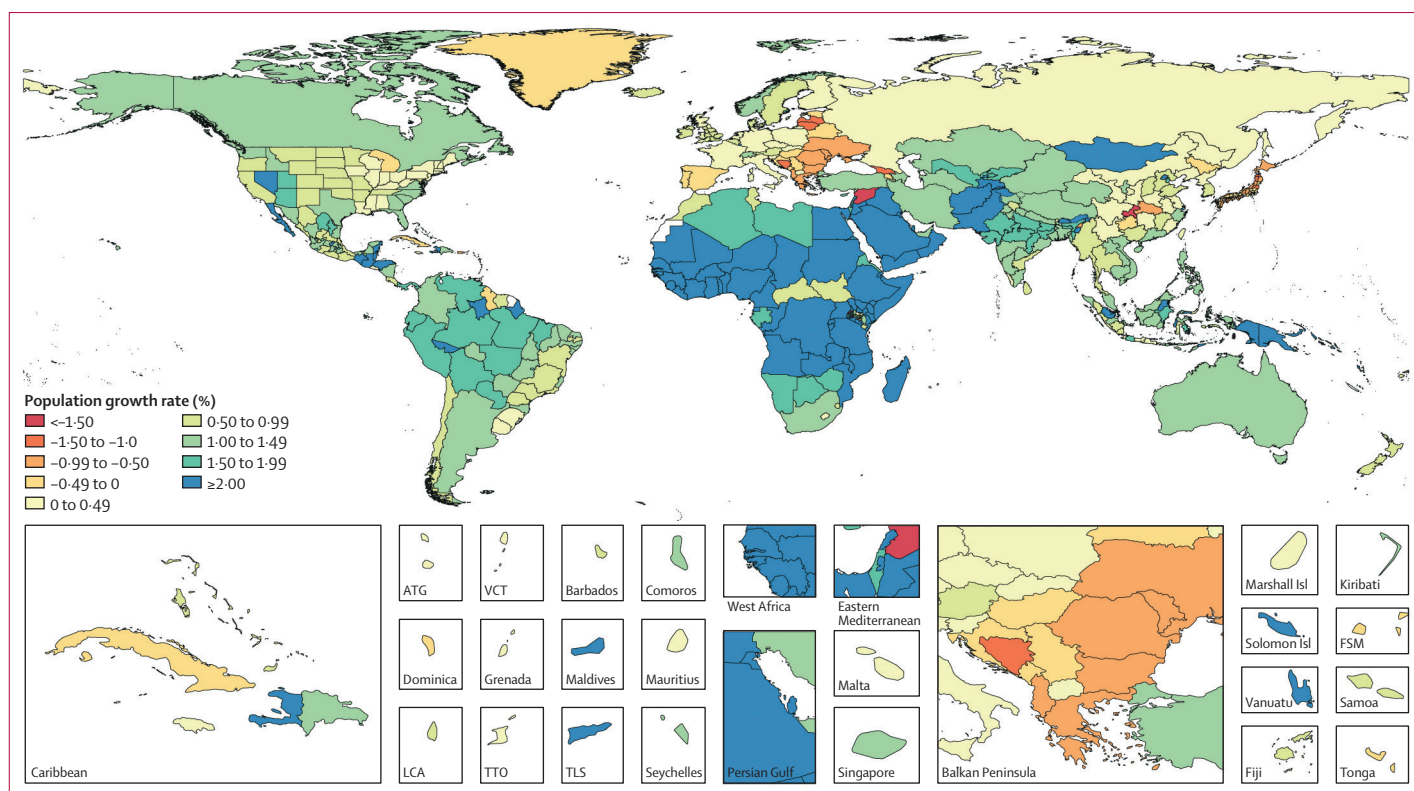 Population growth rate (%)
<–1·50
–1·50 to –1·0
–0·99 to –0·50
–0·49 to 0
0 to 0·49
0·50 to 0·99
1·00 to 1·49
1·50 to 1·99
≥2·00
Caribbean
ATG
VCT
Barbados
Comoros
Dominica
Grenada
Maldives
Mauritius
LCA
TTO
TLS
Seychelles
West Africa
Eastern
Mediterranean
Persian Gulf
Malta
Singapore
Balkan Peninsula
Marshall Isl
Kiribati
Solomon Isl
FSM
Vanuatu
Samoa
Fiji
Tonga